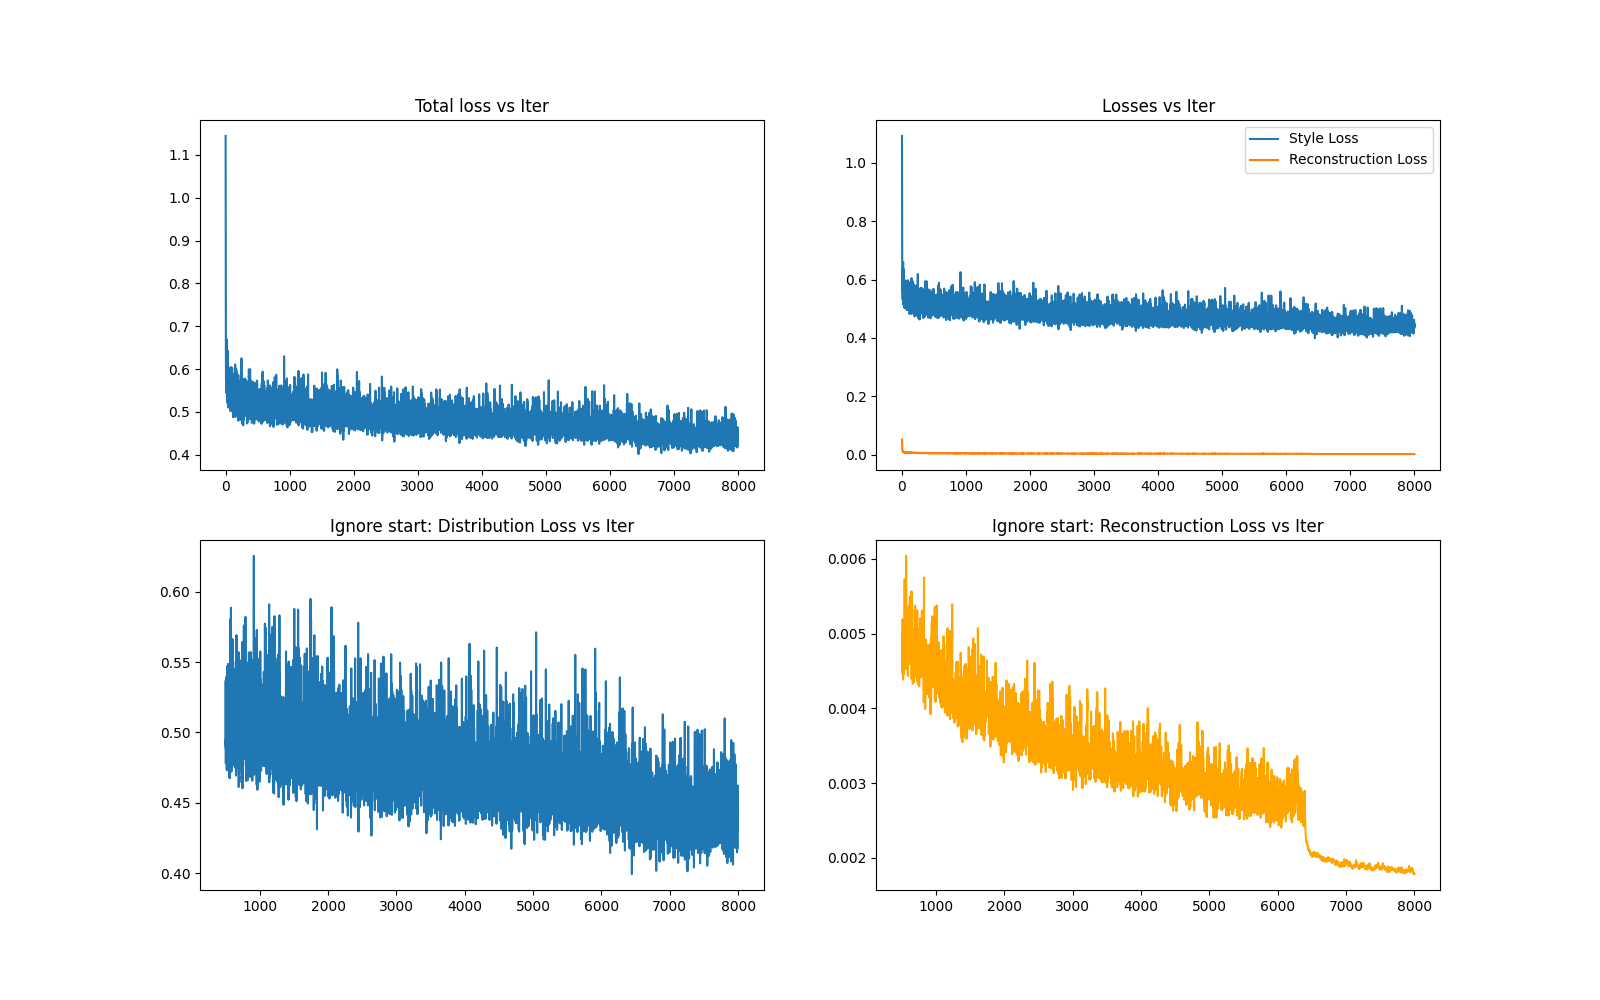 Total loss vs Iter
1.1
1.0
0.9
0.8
0.7
0.6
0.5
0.4
0 1000 2000 3000 4000 5000 6000 7000 8000
Losses vs Iter
Style Loss
Reconstruction Loss
1.0
0.8
0.6
0.4
0.2
0.0
0 1000 2000 3000 4000 5000 6000 7000 8000
Ignore start: Distribution Loss vs Iter
0.60
0.55
0.50
0.45
0.40
1000 2000 3000 4000 5000 6000 7000 8000
Ignore start: Reconstruction Loss vs Iter
0.006
0.005
0.004
0.003
0.002
1000 2000 3000 4000 5000 6000 7000 8000